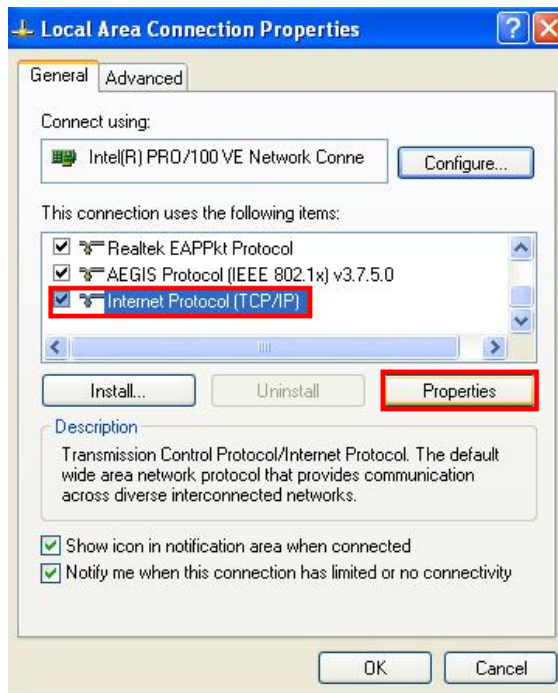 Local Area Connection Properties
General Advanced
Connect using:
Intel(R) PRO/100 VE Network Conne
Configure...
This connection uses the following items:
Realtek EAPPkt Protocol
AEGIS Protocol (IEEE 802.1x) v3.7.5.0
Internet Protocol (TCP/IP)
Install... Uninstall Properties
Description
Transmission Control Protocol/Internet Protocol. The default
wide area network protocol that provides communication
across diverse interconnected networks.
Show icon in notification area when connected
Notify me when this connection has limited or no connectivity
OK Cancel